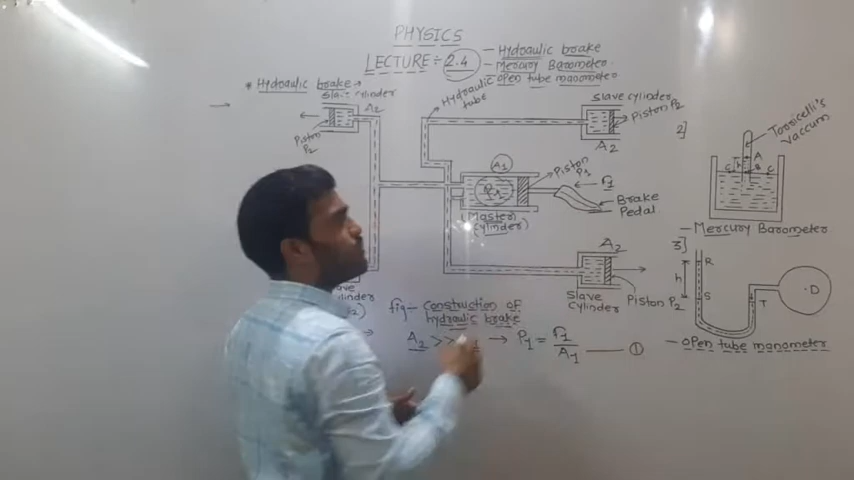 PHYSICS
LECTURE ÷ 2.4
- Hydraulic brake
- Mercury Barometer.
- open tube manometer
* Hydraulic brake →
Slave cylinder
A2
Piston
P2
Hydraulic
tube
Slave cylinder
Piston P2
A2
A1
Piston
F1
Brake
Pedal
Master
(cylinder)
A2
Slave
cylinder
Piston P2
fig:- Construction of
hydraulic brake
A2 >> → P1 = F1/A1 —— ①
2]
Torricelli's
vaccum
A
B
C
- Mercury Barometer
3]
R
h
S
T
D
- open tube manometer